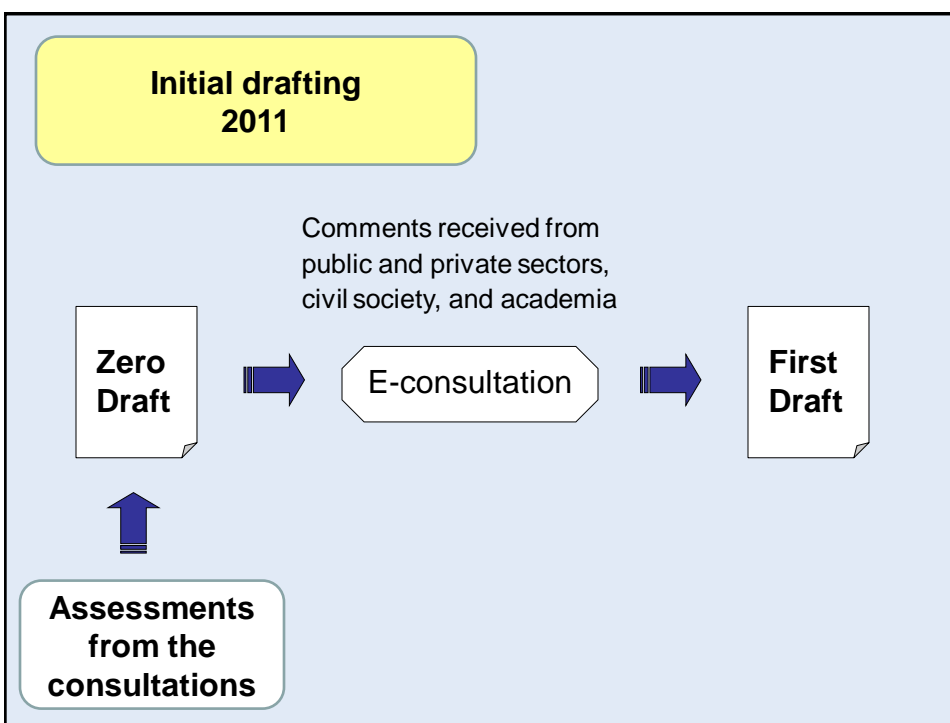 Initial drafting
2011
Comments received from
public and private sectors,
civil society, and academia
Zero
Draft
E-consultation
First
Draft
Assessments
from the
consultations